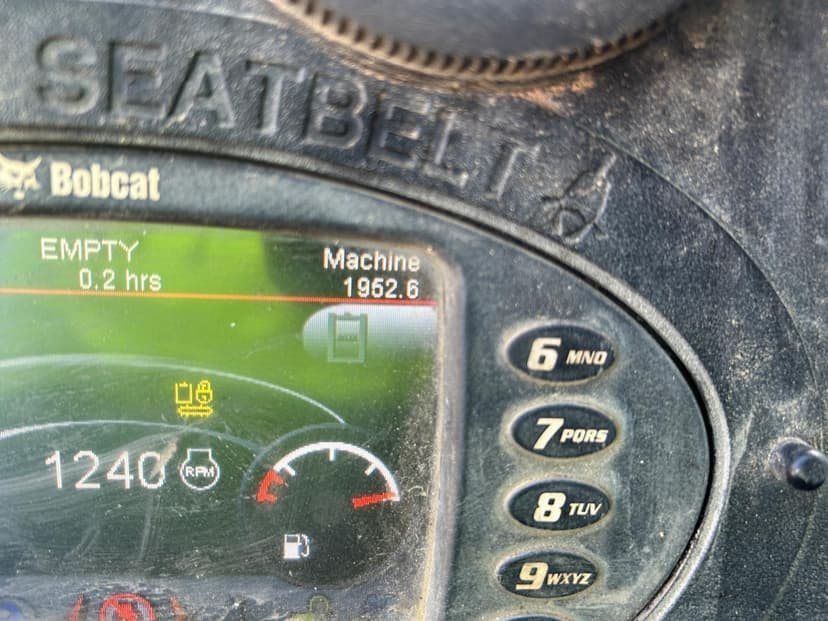 SEATBELT
Bobcat
EMPTY
0.2 hrs
Machine
1952.6
6 MNO
7 PQRS
1240 RPM
8 TUV
9 WXYZ